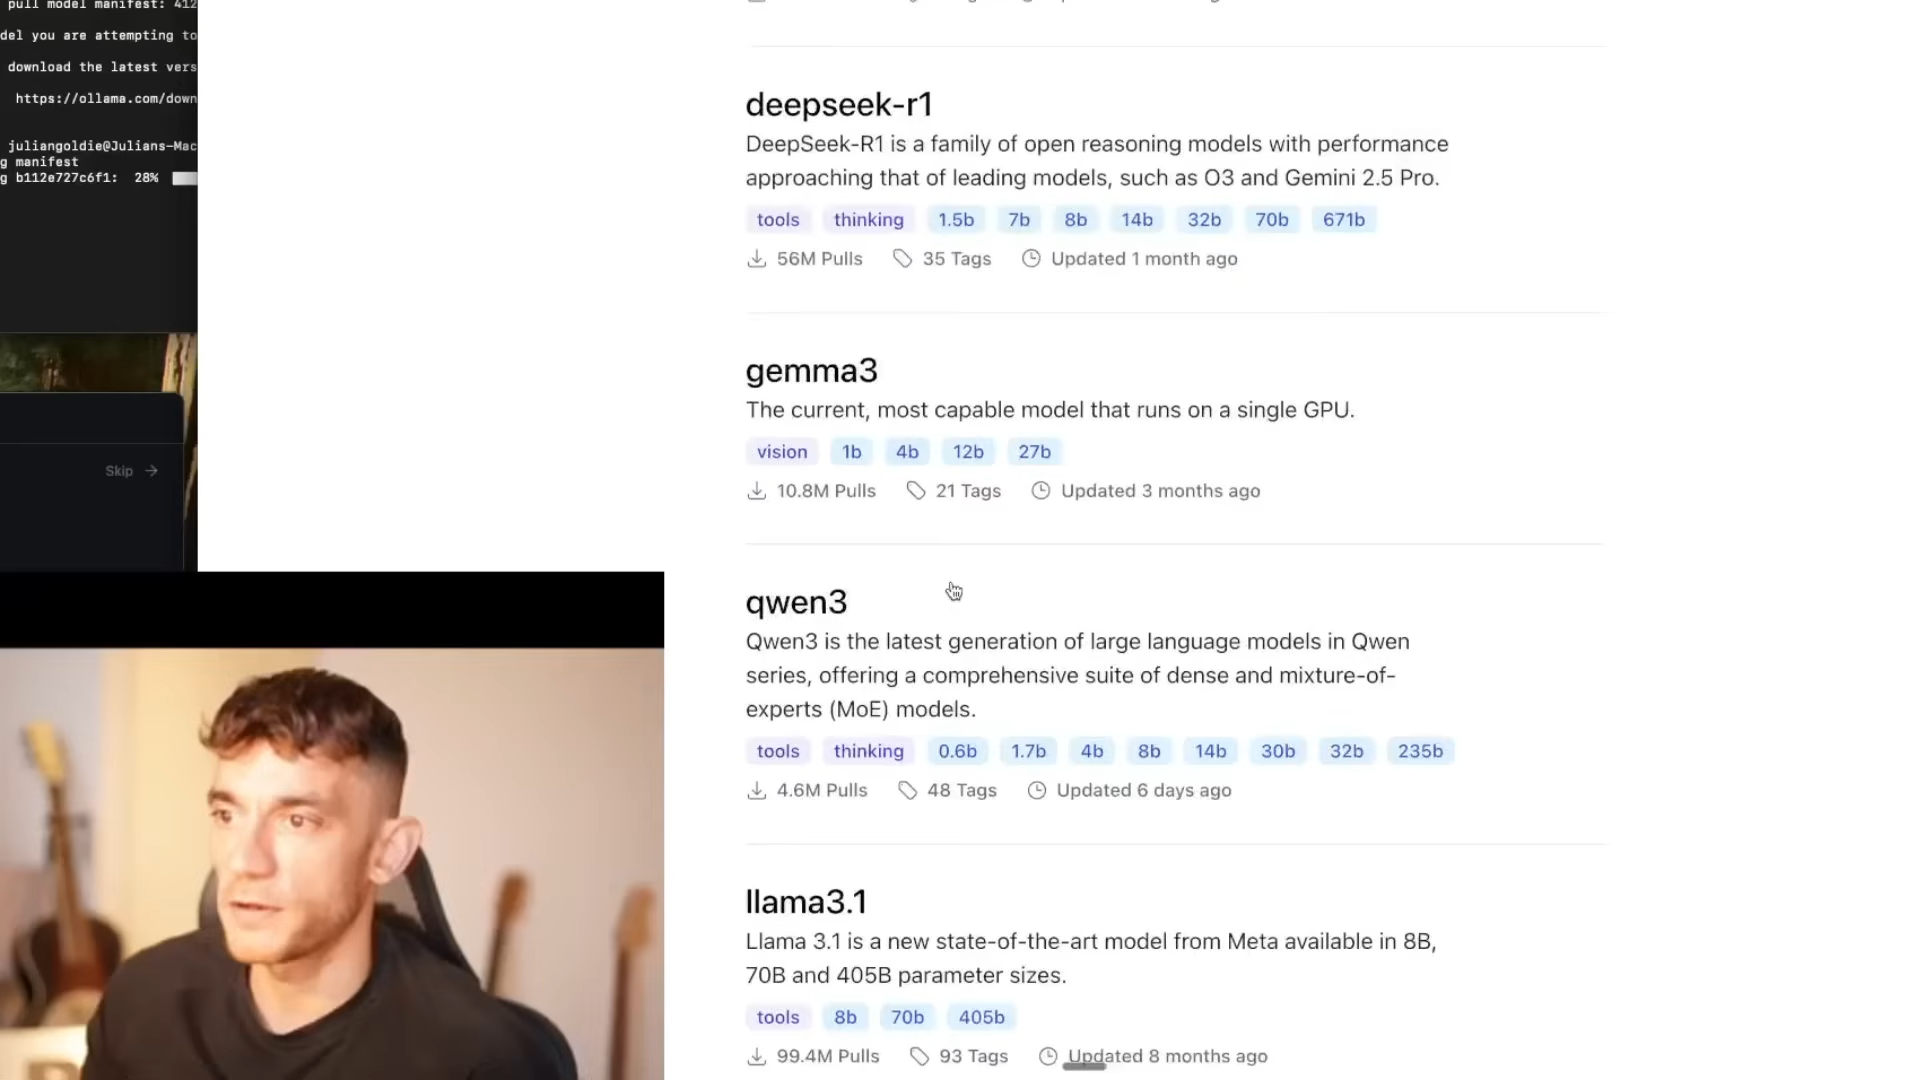 pull model manifest: 412
del you are attempting to
download the latest vers
https://ollama.com/down
juliangoldie@Julians-Mac
g manifest
g b112e727c6f1: 28%
Skip
deepseek-r1
DeepSeek-R1 is a family of open reasoning models with performance
approaching that of leading models, such as O3 and Gemini 2.5 Pro.
tools thinking 1.5b 7b 8b 14b 32b 70b 671b
56M Pulls 35 Tags Updated 1 month ago
gemma3
The current, most capable model that runs on a single GPU.
vision 1b 4b 12b 27b
10.8M Pulls 21 Tags Updated 3 months ago
qwen3
Qwen3 is the latest generation of large language models in Qwen
series, offering a comprehensive suite of dense and mixture-of-
experts (MoE) models.
tools thinking 0.6b 1.7b 4b 8b 14b 30b 32b 235b
4.6M Pulls 48 Tags Updated 6 days ago
llama3.1
Llama 3.1 is a new state-of-the-art model from Meta available in 8B,
70B and 405B parameter sizes.
tools 8b 70b 405b
99.4M Pulls 93 Tags Updated 8 months ago